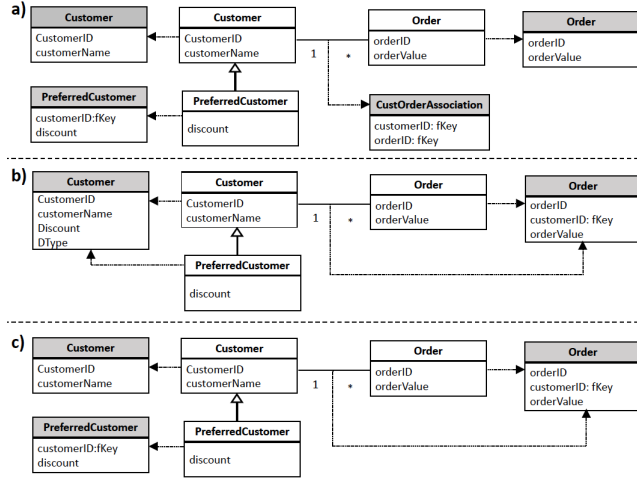 a)
Customer
CustomerID
customerName
Customer
CustomerID
customerName
1
*
Order
orderID
orderValue
Order
orderID
orderValue
PreferredCustomer
customerID:fKey
discount
PreferredCustomer
discount
CustOrderAssociation
customerID: fKey
orderID: fKey
b)
Customer
CustomerID
customerName
Discount
DType
Customer
CustomerID
customerName
1
*
Order
orderID
orderValue
Order
orderID
customerID: fKey
orderValue
PreferredCustomer
discount
c)
Customer
CustomerID
customerName
Customer
CustomerID
customerName
1
*
Order
orderID
orderValue
Order
orderID
customerID: fKey
orderValue
PreferredCustomer
customerID:fKey
discount
PreferredCustomer
discount